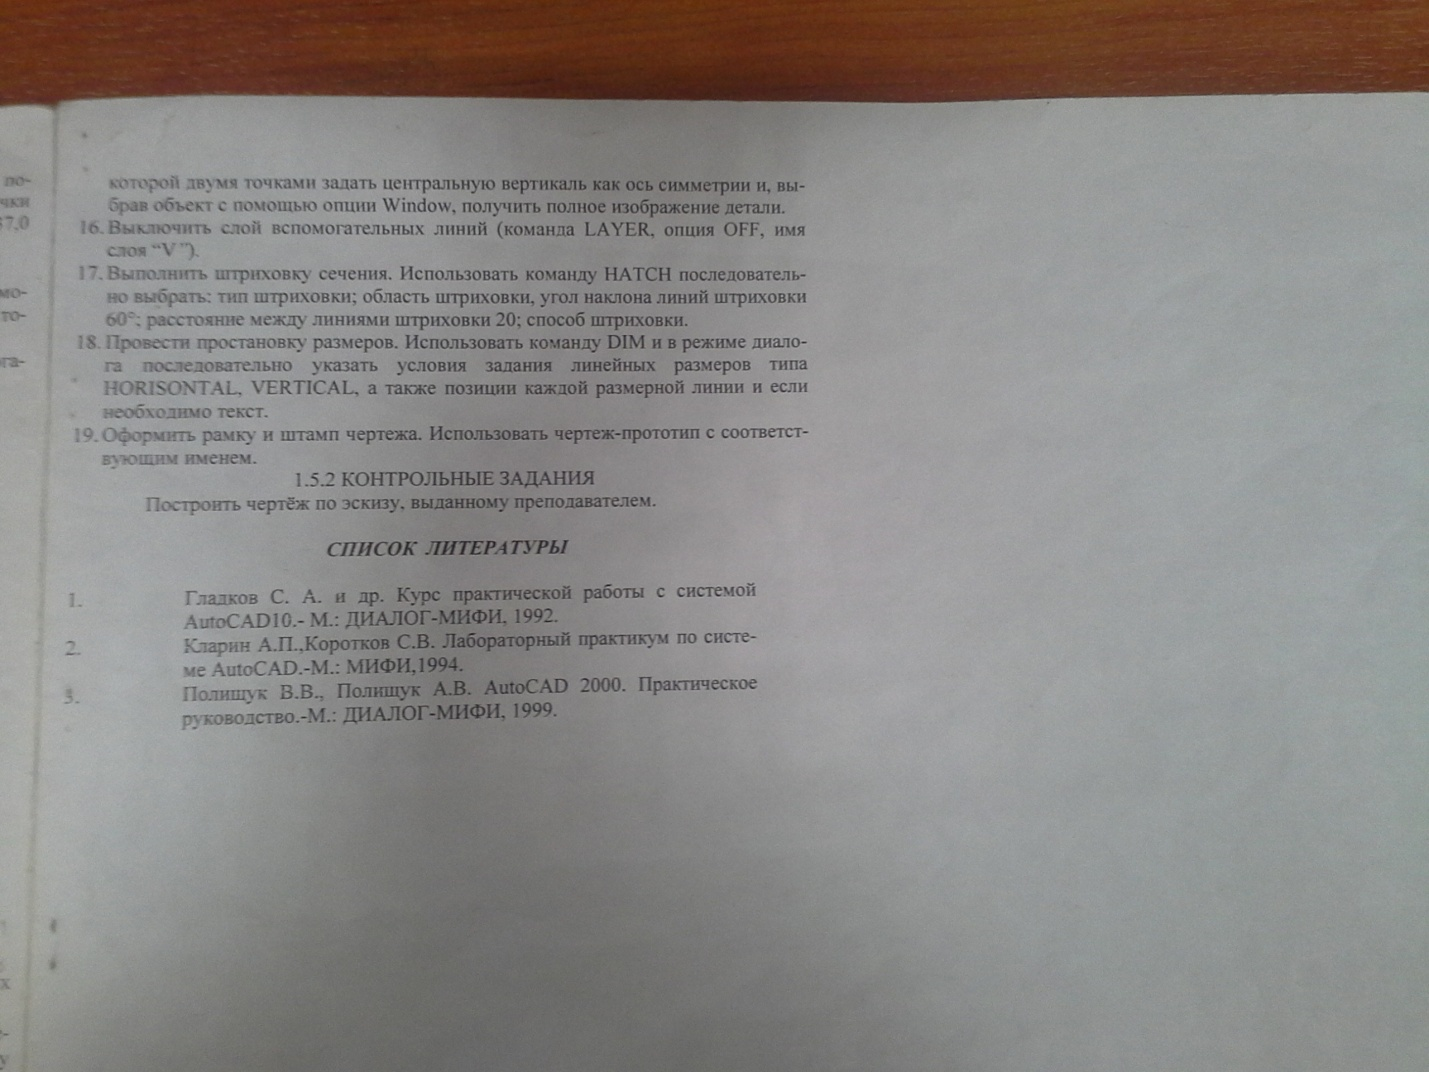 по-
чки
37,0
мо-
то-
ога-
которой двумя точками задать центральную вертикаль как ось симметрии и, вы-
брав объект с помощью опции Window, получить полное изображение детали.
16. Выключить слой вспомогательных линий (команда LAYER, опция OFF, имя
слоя “V”).
17. Выполнить штриховку сечения. Использовать команду HATCH последователь-
но выбрать: тип штриховки; область штриховки, угол наклона линий штриховки
60°; расстояние между линиями штриховки 20; способ штриховки.
18. Провести простановку размеров. Использовать команду DIM и в режиме диало-
га последовательно указать условия задания линейных размеров типа
HORISONTAL, VERTICAL, а также позиции каждой размерной линии и если
необходимо текст.
19. Оформить рамку и штамп чертежа. Использовать чертеж-прототип с соответст-
вующим именем.
1.5.2 КОНТРОЛЬНЫЕ ЗАДАНИЯ
Построить чертёж по эскизу, выданному преподавателем.
СПИСОК ЛИТЕРАТУРЫ
1. Гладков С. А. и др. Курс практической работы с системой
AutoCAD10.- М.: ДИАЛОГ-МИФИ, 1992.
2. Кларин А.П.,Коротков С.В. Лабораторный практикум по систе-
ме AutoCAD.-М.: МИФИ,1994.
3. Полищук В.В., Полищук А.В. AutoCAD 2000. Практическое
руководство.-М.: ДИАЛОГ-МИФИ, 1999.